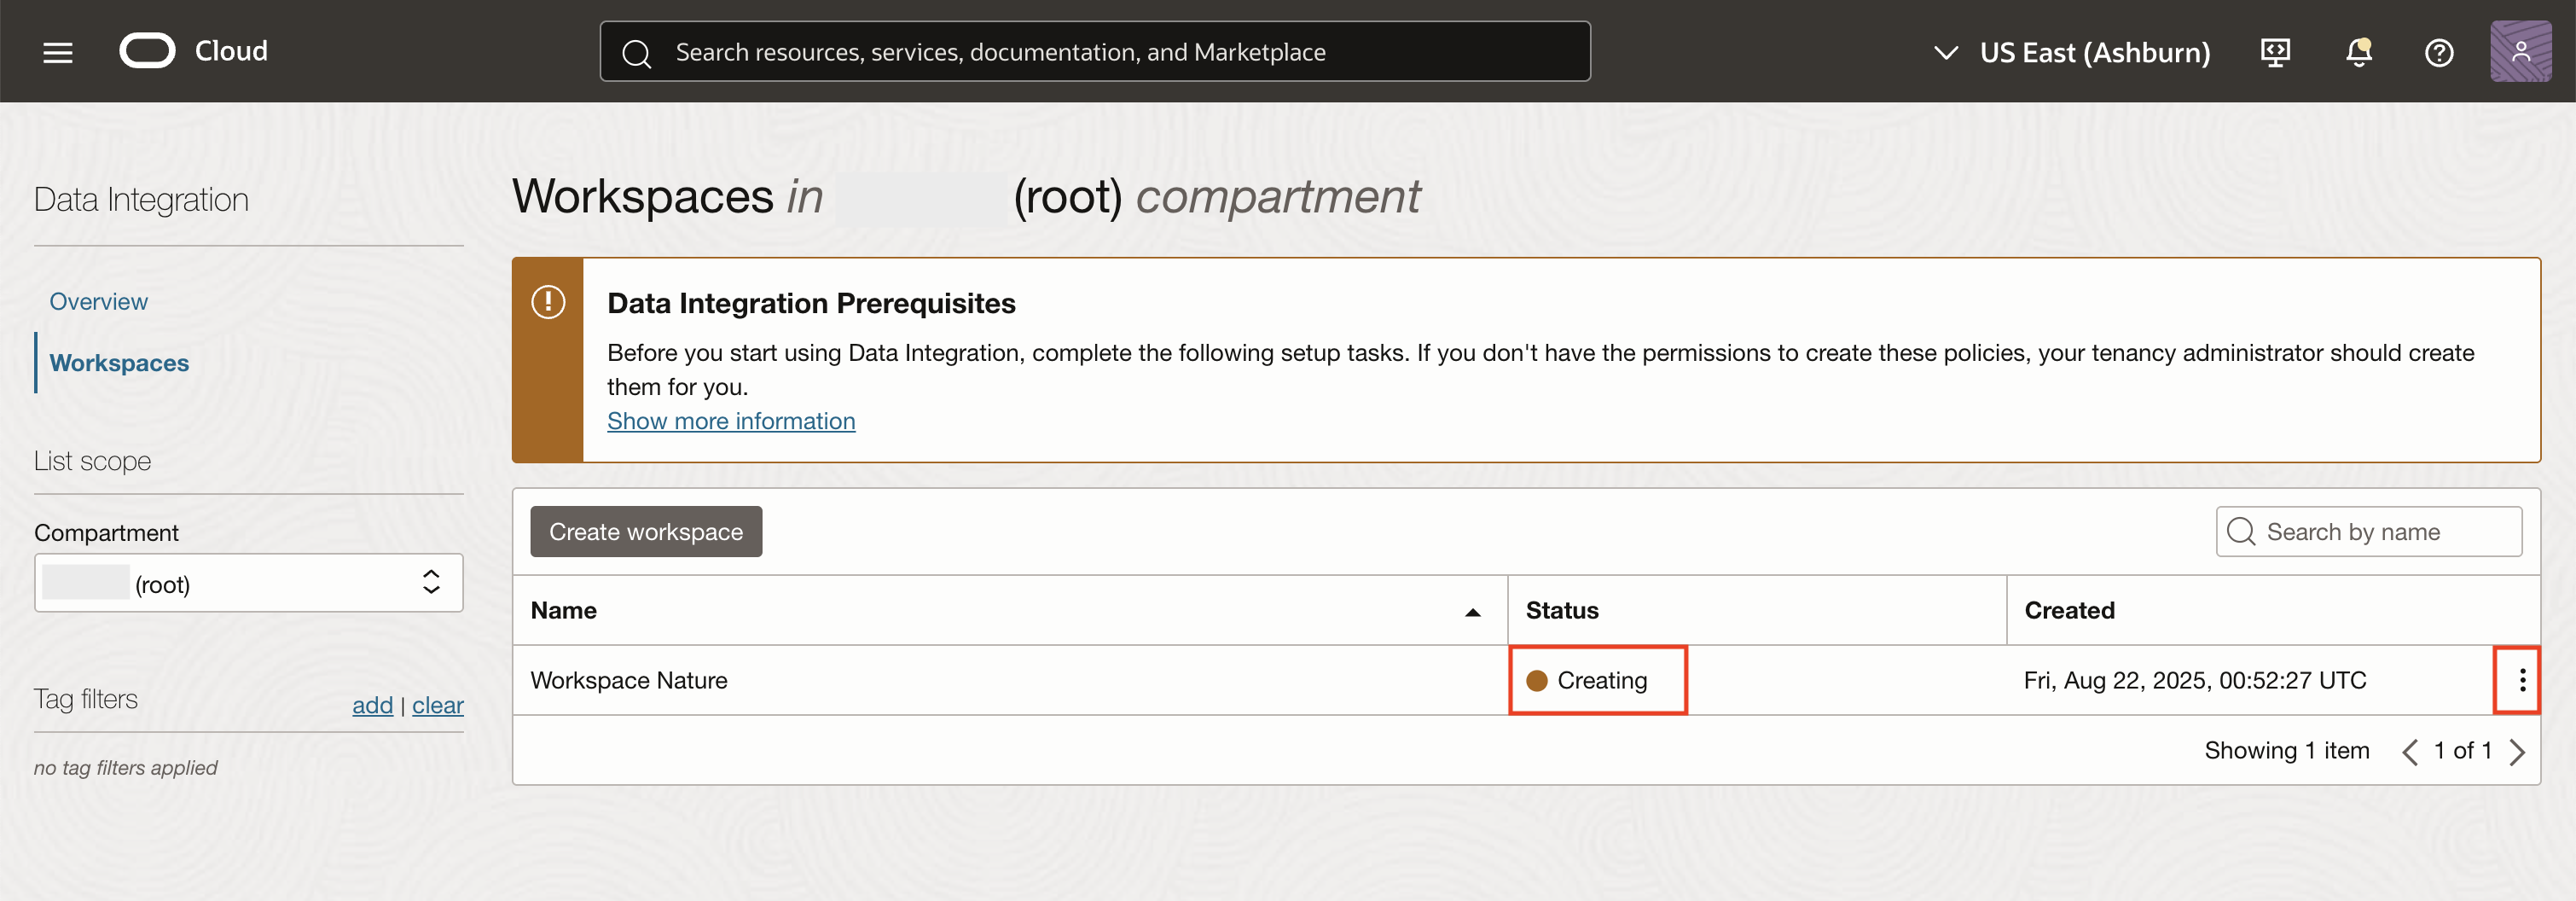 Cloud
Search resources, services, documentation, and Marketplace
US East (Ashburn)
Data Integration
Overview
Workspaces
List scope
Compartment
(root)
Tag filters
add | clear
no tag filters applied
Workspaces in (root) compartment
Data Integration Prerequisites
Before you start using Data Integration, complete the following setup tasks. If you don't have the permissions to create these policies, your tenancy administrator should create
them for you.
Show more information
Create workspace
Search by name
Name Status Created
Workspace Nature Creating Fri, Aug 22, 2025, 00:52:27 UTC
Showing 1 item 1 of 1